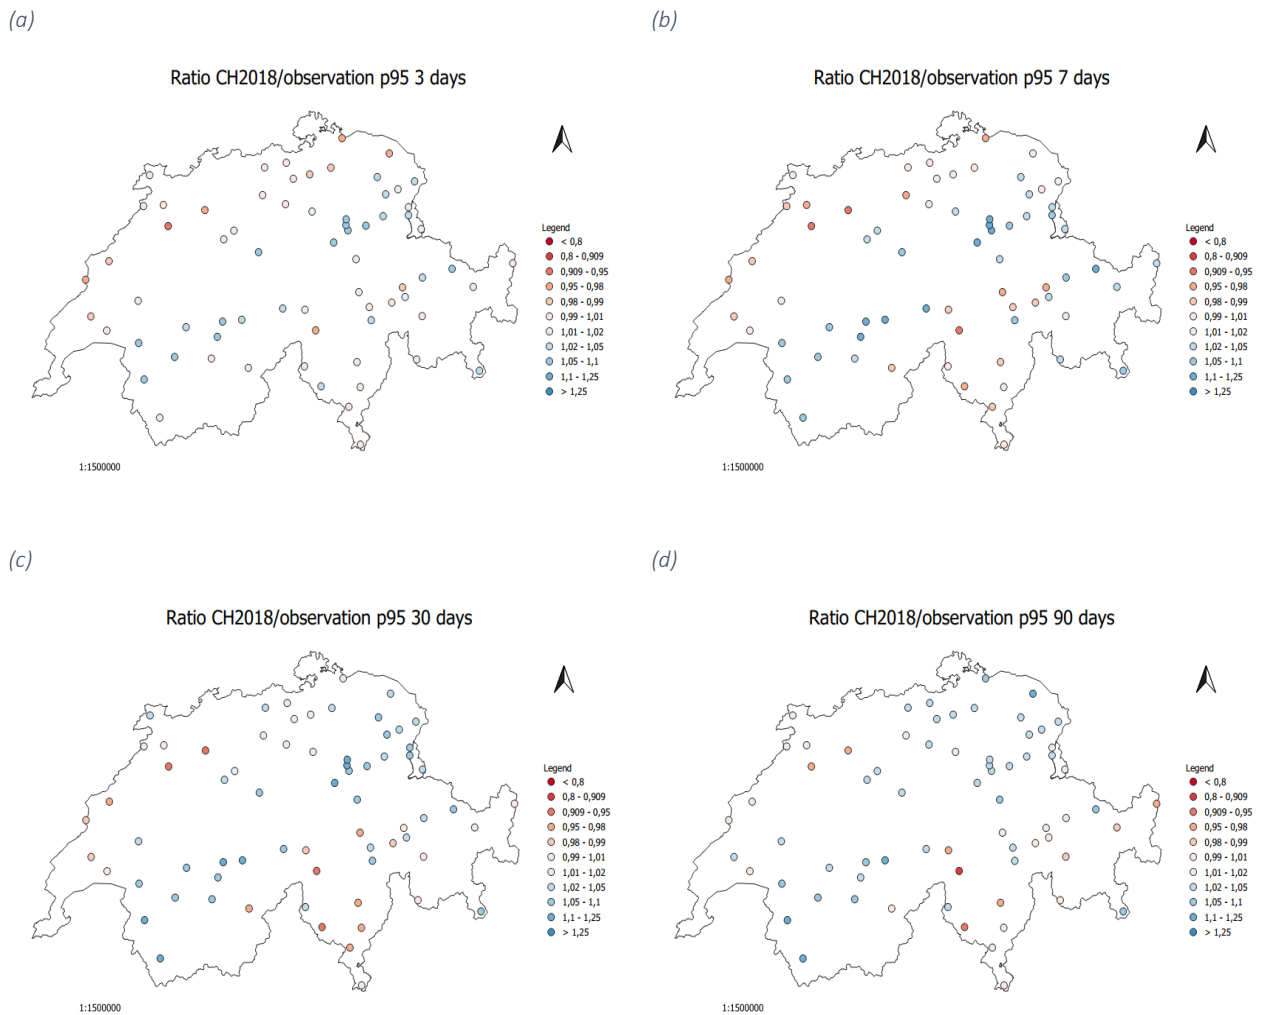 (a)
(b)
Ratio CH2018/observation p95 3 days
Ratio CH2018/observation p95 7 days
Legend
< 0,8
0,8 - 0,909
0,909 - 0,95
0,95 - 0,98
0,98 - 0,99
0,99 - 1,01
1,01 - 1,02
1,02 - 1,05
1,05 - 1,1
1,1 - 1,25
> 1,25
1:1500000
Legend
< 0,8
0,8 - 0,909
0,909 - 0,95
0,95 - 0,98
0,98 - 0,99
0,99 - 1,01
1,01 - 1,02
1,02 - 1,05
1,05 - 1,1
1,1 - 1,25
> 1,25
1:1500000
(c)
(d)
Ratio CH2018/observation p95 30 days
Ratio CH2018/observation p95 90 days
Legend
< 0,8
0,8 - 0,909
0,909 - 0,95
0,95 - 0,98
0,98 - 0,99
0,99 - 1,01
1,01 - 1,02
1,02 - 1,05
1,05 - 1,1
1,1 - 1,25
> 1,25
1:1500000
Legend
< 0,8
0,8 - 0,909
0,909 - 0,95
0,95 - 0,98
0,98 - 0,99
0,99 - 1,01
1,01 - 1,02
1,02 - 1,05
1,05 - 1,1
1,1 - 1,25
> 1,25
1:1500000